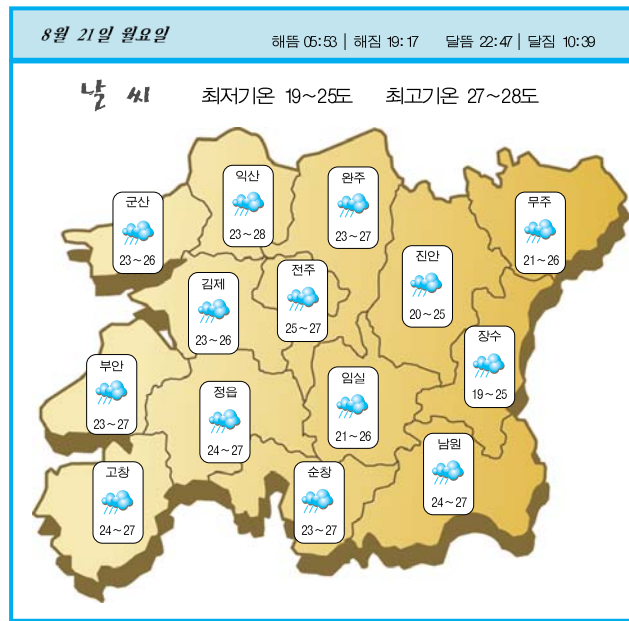 8월 21일 월요일
해뜸 05:53 | 해짐 19:17 달뜸 22:47 | 달짐 10:39
날 씨 최저기온 19~25도 최고기온 27~28도
익산
23~28
완주
23~27
군산
23~26
무주
21~26
진안
20~25
전주
25~27
김제
23~26
장수
19~25
부안
23~27
임실
21~26
정읍
24~27
남원
24~27
고창
24~27
순창
23~27